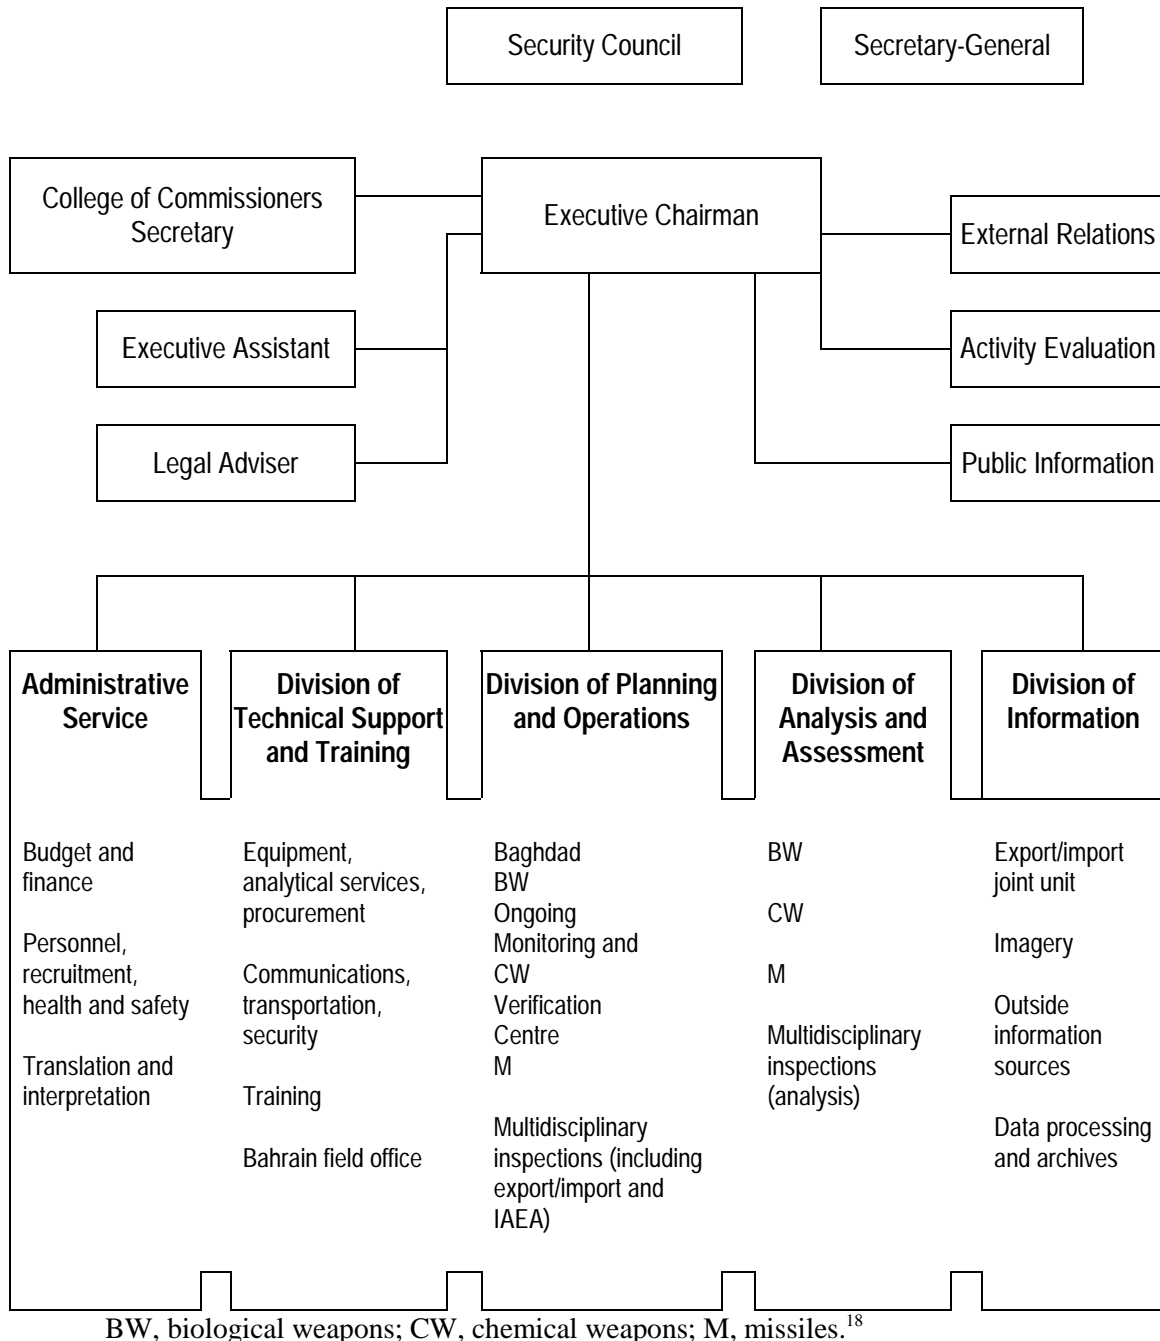 Security Council
Secretary-General
College of Commissioners
Secretary
Executive Chairman
External Relations
Executive Assistant
Activity Evaluation
Legal Adviser
Public Information
Administrative
Service
Division of
Technical Support
and Training
Division of Planning
and Operations
Division of
Analysis and
Assessment
Division of
Information
Budget and
finance
Personnel,
recruitment,
health and safety
Translation and
interpretation
Equipment,
analytical services,
procurement
Communications,
transportation,
security
Training
Bahrain field office
Baghdad
BW
Ongoing
Monitoring and
CW
Verification
Centre
M
Multidisciplinary
inspections (including
export/import and
IAEA)
BW
CW
M
Multidisciplinary
inspections
(analysis)
Export/import
joint unit
Imagery
Outside
information
sources
Data processing
and archives
BW, biological weapons; CW, chemical weapons; M, missiles.18